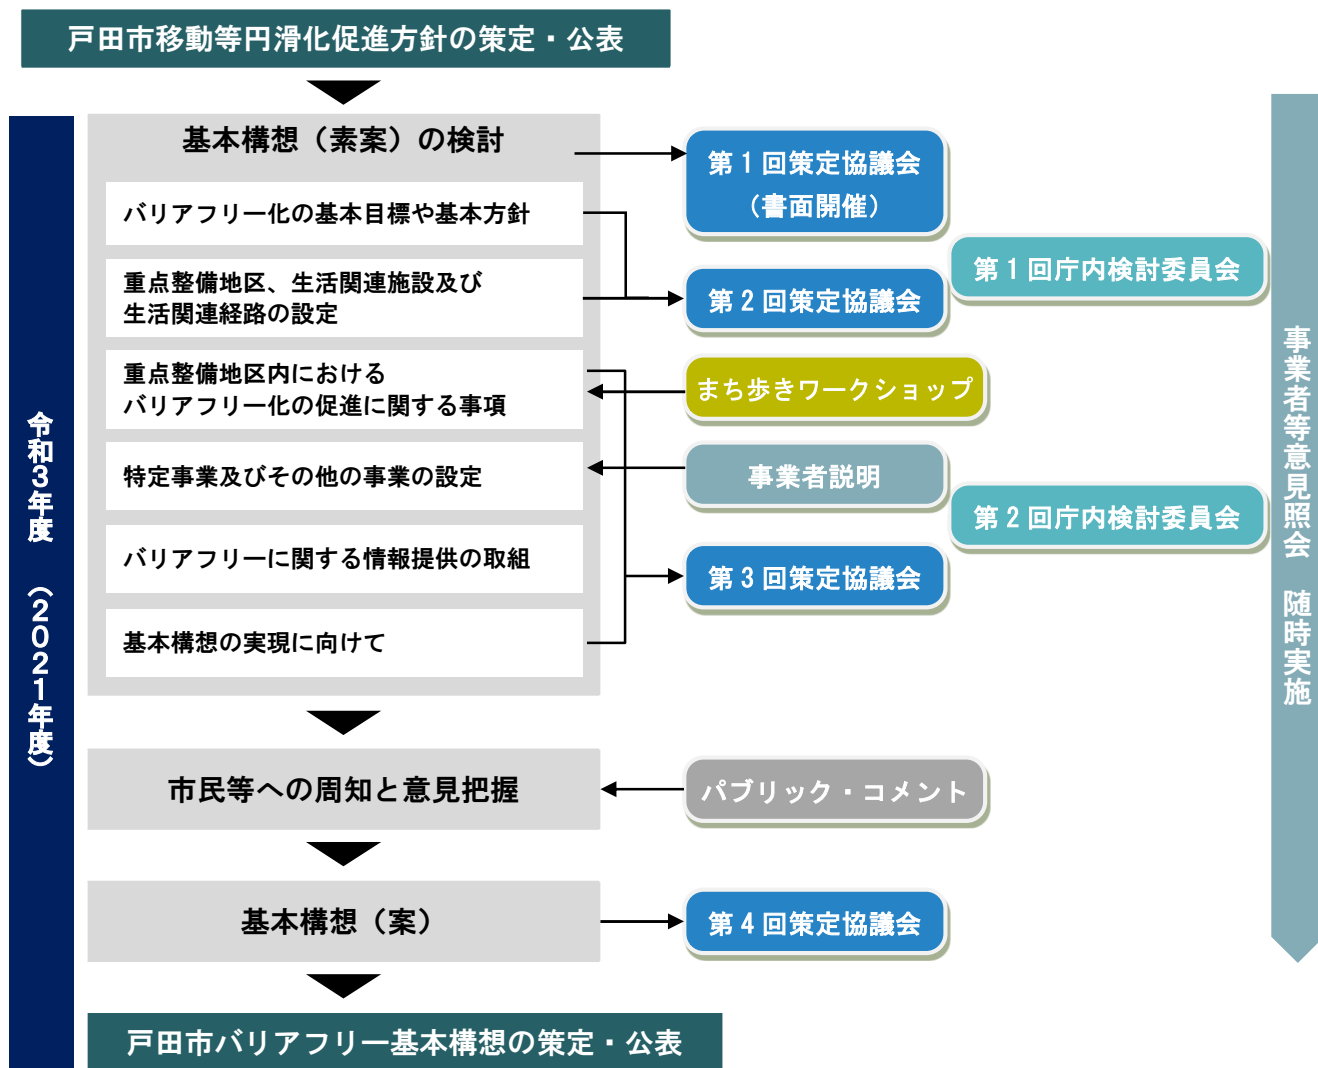 戸田市移動等円滑化促進方針の策定・公表
令和3年度 （2021年度）
基本構想（素案）の検討
バリアフリー化の基本目標や基本方針
重点整備地区、生活関連施設及び
生活関連経路の設定
重点整備地区内における
バリアフリー化の促進に関する事項
特定事業及びその他の事業の設定
バリアフリーに関する情報提供の取組
基本構想の実現に向けて
第1回策定協議会
（書面開催）
第2回策定協議会
まち歩きワークショップ
事業者説明
第3回策定協議会
第1回庁内検討委員会
第2回庁内検討委員会
事業者等意見照会 随時実施
市民等への周知と意見把握
パブリック・コメント
基本構想（案）
第4回策定協議会
戸田市バリアフリー基本構想の策定・公表